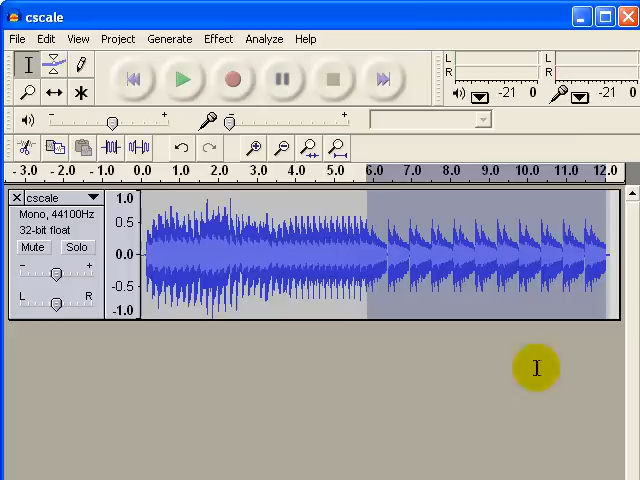 cscale
File Edit View Project Generate Effect Analyze Help
L
R
-21 0
L
R
-21 0
- +
- +
- 3.0 - 2.0 - 1.0 0.0 1.0 2.0 3.0 4.0 5.0 6.0 7.0 8.0 9.0 10.0 11.0 12.0
cscale
Mono, 44100Hz
32-bit float
Mute Solo
- +
L R
1.0
0.5
0.0
-0.5
-1.0